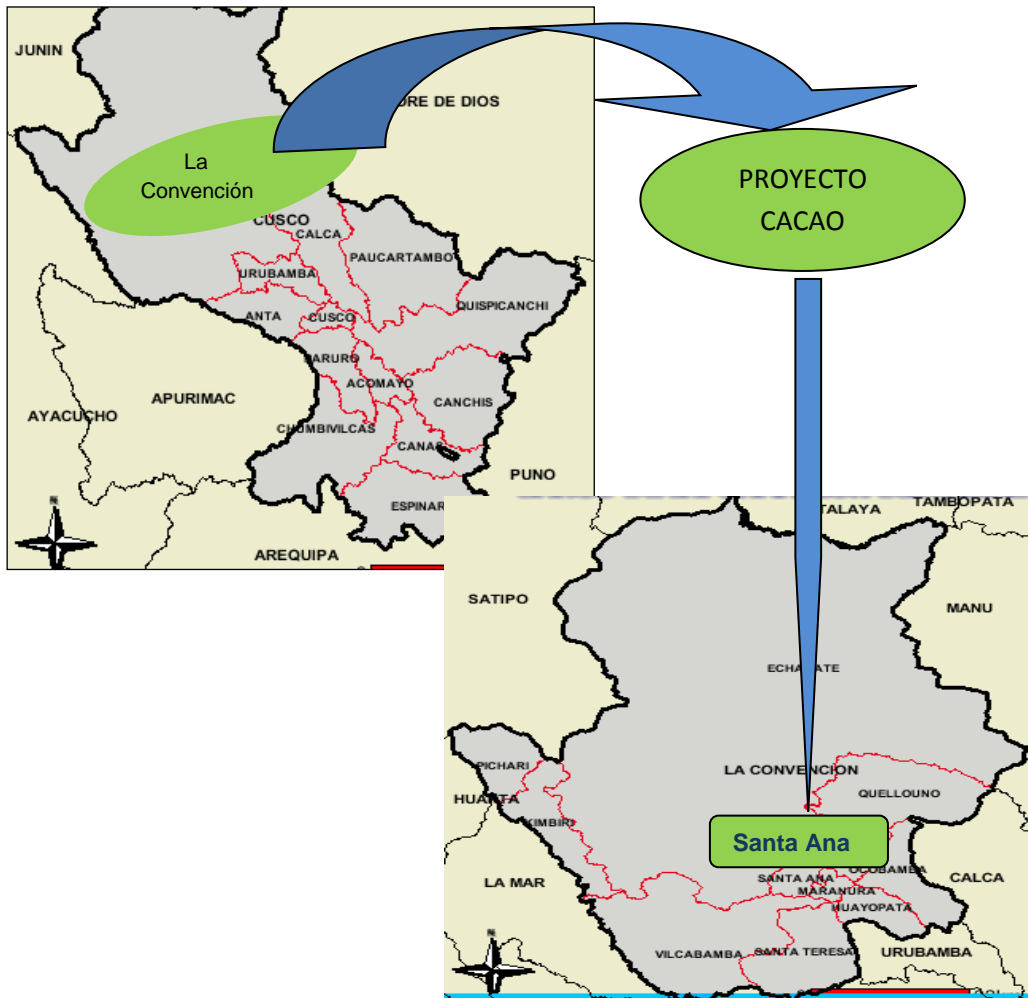 JUNIN
DRE DE DIOS
La
Convención
PROYECTO
CACAO
CUSCO
CALCA
PAUCARTAMBO
URUBAMBA
QUISPICANCHI
ANTA
CUSCO
PARURO
ACOMAYO
APURIMAC
CANCHIS
AYACUCHO
CHUMBIVILCAS
CANAS
PUNO
ESPINAR
N
AREQUIPA
TAMBOPATA
TALAYA
SATIPO
MANU
ECHARATE
PICHARI
LA CONVENCION
HUANTA
QUELLOUNO
KIMBIRI
Santa Ana
OCOBAMBA
SANTA ANA
CALCA
LA MAR
MARANURA
HUAYOPATA
N
VILCABAMBA
SANTA TERESA
URUBAMBA